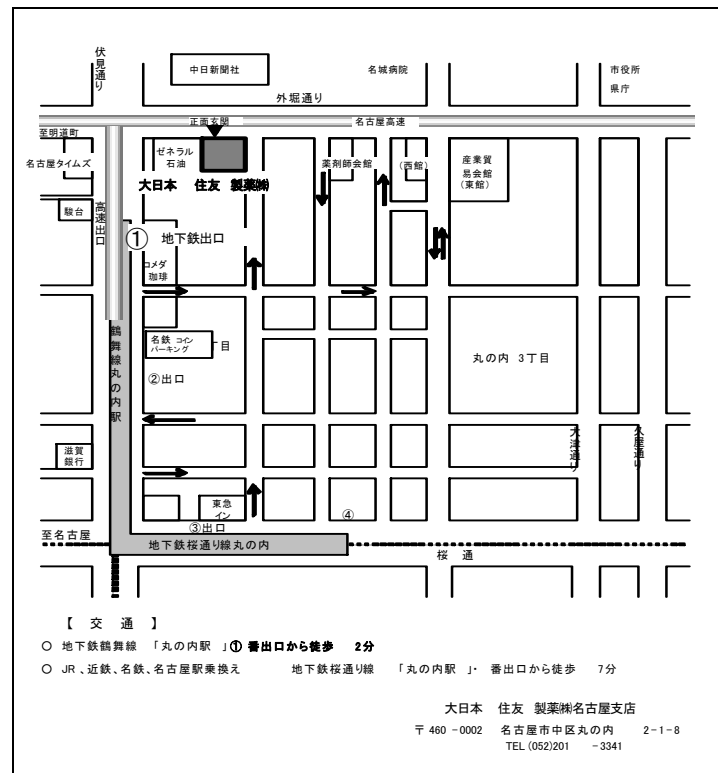 伏見通り
中日新聞社
名城病院
市役所
県庁
外堀通り
正面玄関
名古屋高速
至明道町
ゼネラル
石油
薬剤師会館
(西館)
産業貿
易会館
(東館)
名古屋タイムズ
大日本 住友 製薬㈱
駿台
高速出口
① 地下鉄出口
コメダ
珈琲
鶴舞線丸の内駅
名鉄 コイン
パーキング
目
丸の内 3丁目
②出口
大津通り
久屋通り
滋賀
銀行
東急
イン
④
③出口
至名古屋
地下鉄桜通り線丸の内
桜 通
【 交 通 】
○ 地下鉄鶴舞線 「丸の内駅 」① 番出口から徒歩 2分
○ JR、近鉄、名鉄、名古屋駅乗換え 地下鉄桜通り線 「丸の内駅 」・ 番出口から徒歩 7分
大日本 住友 製薬㈱名古屋支店
〒 460 -0002 名古屋市中区丸の内 2-1-8
TEL (052)201 -3341